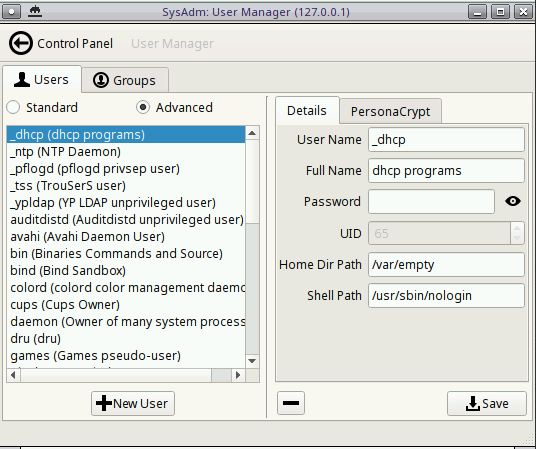 SysAdm: User Manager (127.0.0.1)
Control Panel User Manager
Users Groups
Standard Advanced
_dhcp (dhcp programs)
_ntp (NTP Daemon)
_pflogd (pflogd privsep user)
_tss (TrouSerS user)
_ypldap (YP LDAP unprivileged user)
auditdistd (Auditdistd unprivileged user)
avahi (Avahi Daemon User)
bin (Binaries Commands and Source)
bind (Bind Sandbox)
colord (colord color management daemo
cups (Cups Owner)
daemon (Owner of many system process
dru (dru)
games (Games pseudo-user)
New User
Details PersonaCrypt
User Name _dhcp
Full Name dhcp programs
Password
UID 65
Home Dir Path /var/empty
Shell Path /usr/sbin/nologin
Save